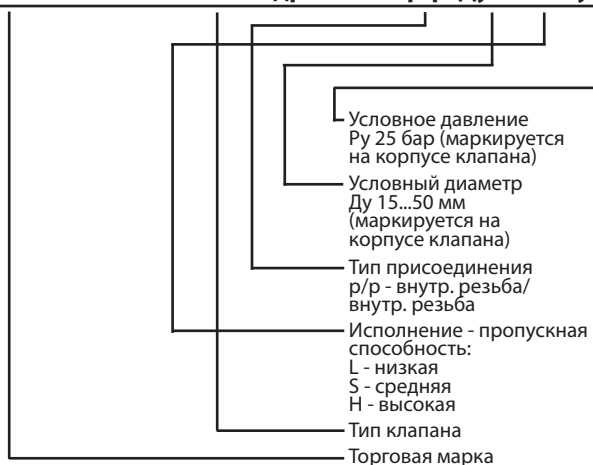 Условное давление
Ру 25 бар (маркируется
на корпусе клапана)
Условный диаметр
Ду 15...50 мм
(маркируется на
корпусе клапана)
Тип присоединения
р/р - внутр. резьба/
внутр. резьба
Исполнение - пропускная
способность:
L - низкая
S - средняя
H - высокая
Тип клапана
Торговая марка